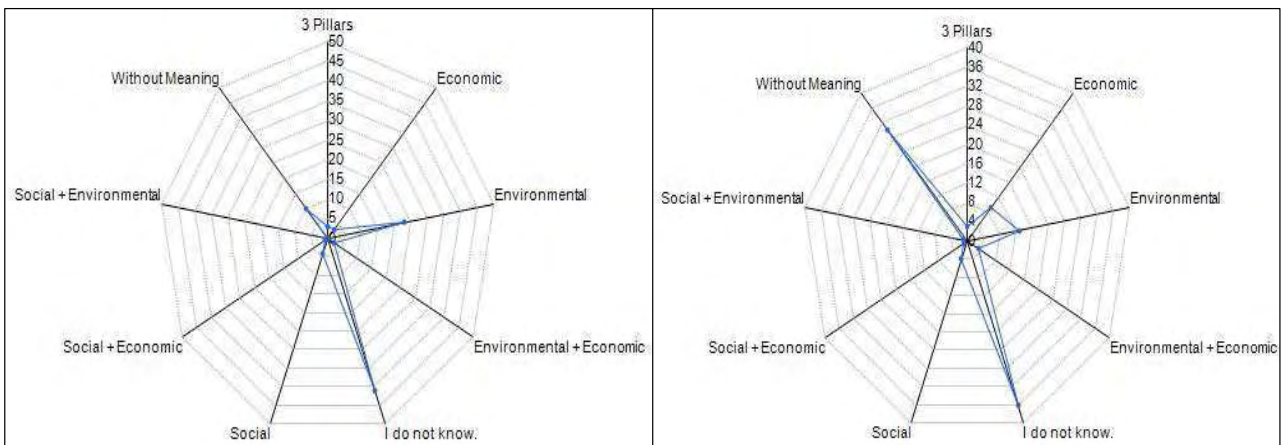 3 Pillars
50
45
40
35
30
25
20
15
10
5
0
Economic
Environmental
Environmental + Economic
I do not know.
Social
Social + Economic
Social + Environmental
Without Meaning
3 Pillars
40
36
32
28
24
20
16
12
8
4
0
Economic
Environmental
Environmental + Economic
I do not know.
Social
Social + Economic
Social + Environmental
Without Meaning